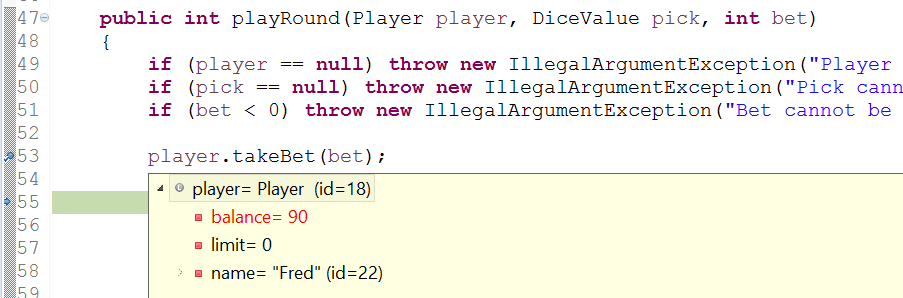 47 public int playRound(Player player, DiceValue pick, int bet)
48 {
49 if (player == null) throw new IllegalArgumentException("Player
50 if (pick == null) throw new IllegalArgumentException("Pick cann
51 if (bet < 0) throw new IllegalArgumentException("Bet cannot be
52
53 player.takeBet(bet);
54
player= Player (id=18)
55
balance= 90
56
57 limit= 0
58 name= "Fred" (id=22)
59